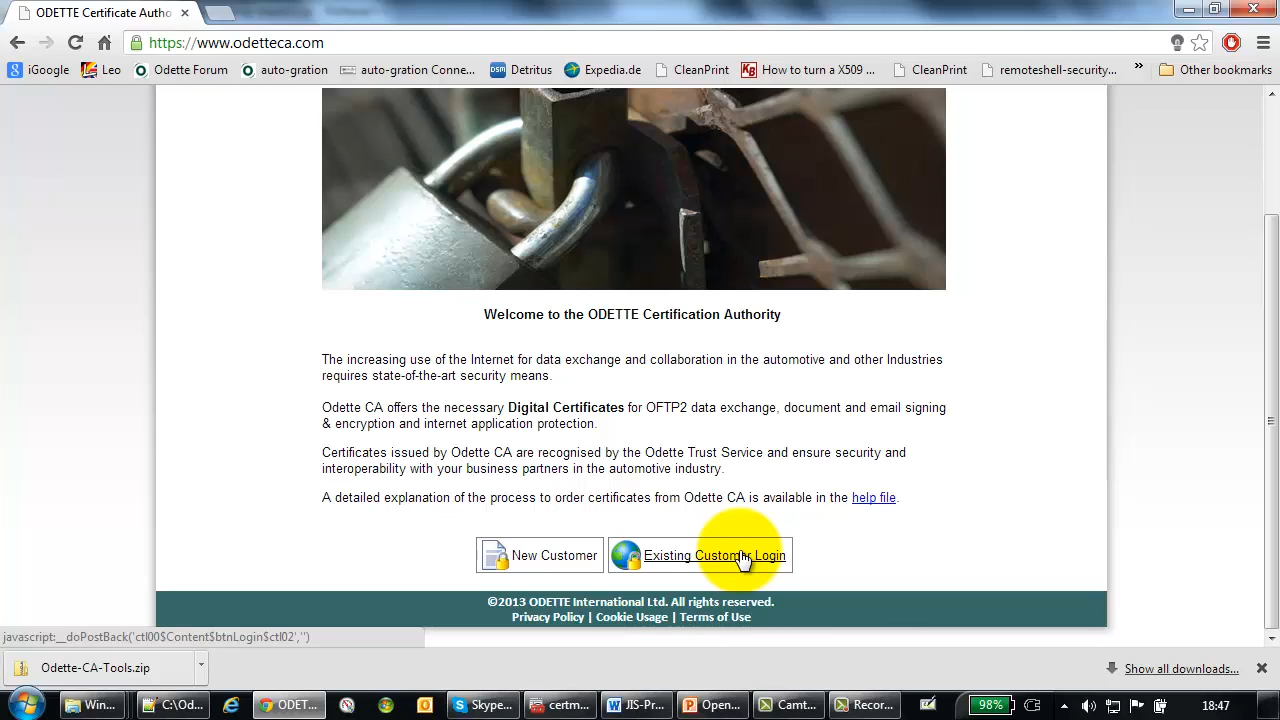 ODETTE Certificate Autho
https://www.odetteca.com
iGoogle Leo Odette Forum auto-gration auto-gration Conne... Detritus Expedia.de CleanPrint How to turn a X509 ... CleanPrint remoteshell-security... » Other bookmarks
Welcome to the ODETTE Certification Authority
The increasing use of the Internet for data exchange and collaboration in the automotive and other Industries
requires state-of-the-art security means.
Odette CA offers the necessary Digital Certificates for OFTP2 data exchange, document and email signing
& encryption and internet application protection.
Certificates issued by Odette CA are recognised by the Odette Trust Service and ensure security and
interoperability with your business partners in the automotive industry.
A detailed explanation of the process to order certificates from Odette CA is available in the help file.
New Customer Existing Customer Login
©2013 ODETTE International Ltd. All rights reserved.
Privacy Policy | Cookie Usage | Terms of Use
javascript:__doPostBack('ctl00$Content$btnLogin$ctl02','')
Odette-CA-Tools.zip Show all downloads...
Win... C:\Od... ODET... Skype... certm... JIS-Pr... Open... Camt... Recor... 98% 18:47